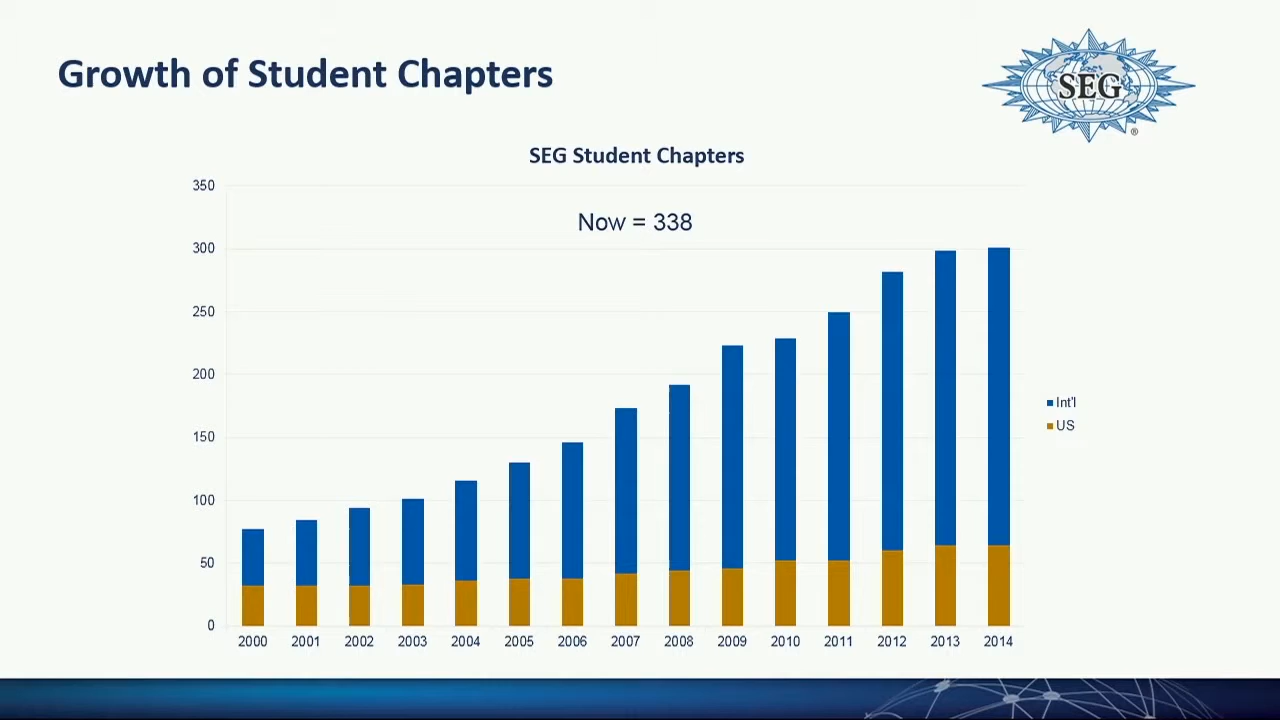 Growth of Student Chapters
SEG
®
SEG Student Chapters
Now = 338
350
300
250
200
150
100
50
0
2000 2001 2002 2003 2004 2005 2006 2007 2008 2009 2010 2011 2012 2013 2014
Int'l
US